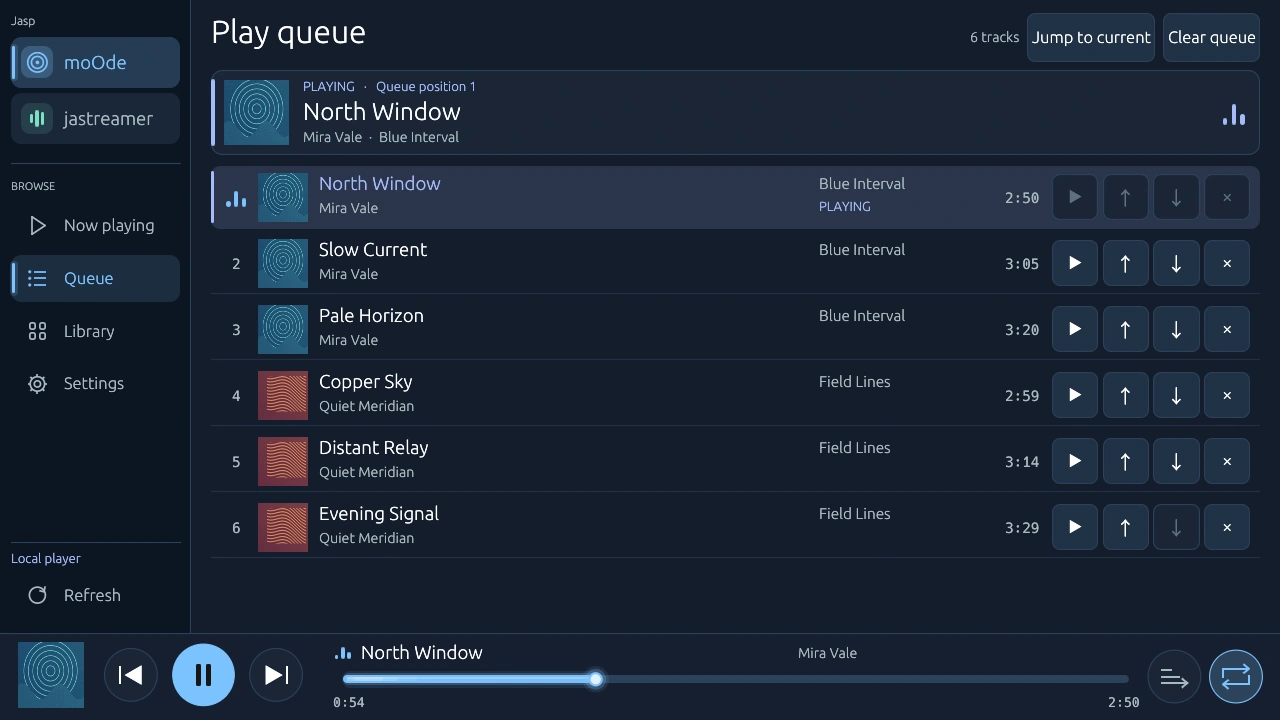 Jasp
moOde
jastreamer
BROWSE
Now playing
Queue
Library
Settings
Local player
Refresh
Play queue
6 tracks
Jump to current
Clear queue
PLAYING · Queue position 1
North Window
Mira Vale · Blue Interval
North Window
Mira Vale
Blue Interval
PLAYING
2:50
2
Slow Current
Mira Vale
Blue Interval
3:05
3
Pale Horizon
Mira Vale
Blue Interval
3:20
4
Copper Sky
Quiet Meridian
Field Lines
2:59
5
Distant Relay
Quiet Meridian
Field Lines
3:14
6
Evening Signal
Quiet Meridian
Field Lines
3:29
North Window
Mira Vale
0:54
2:50